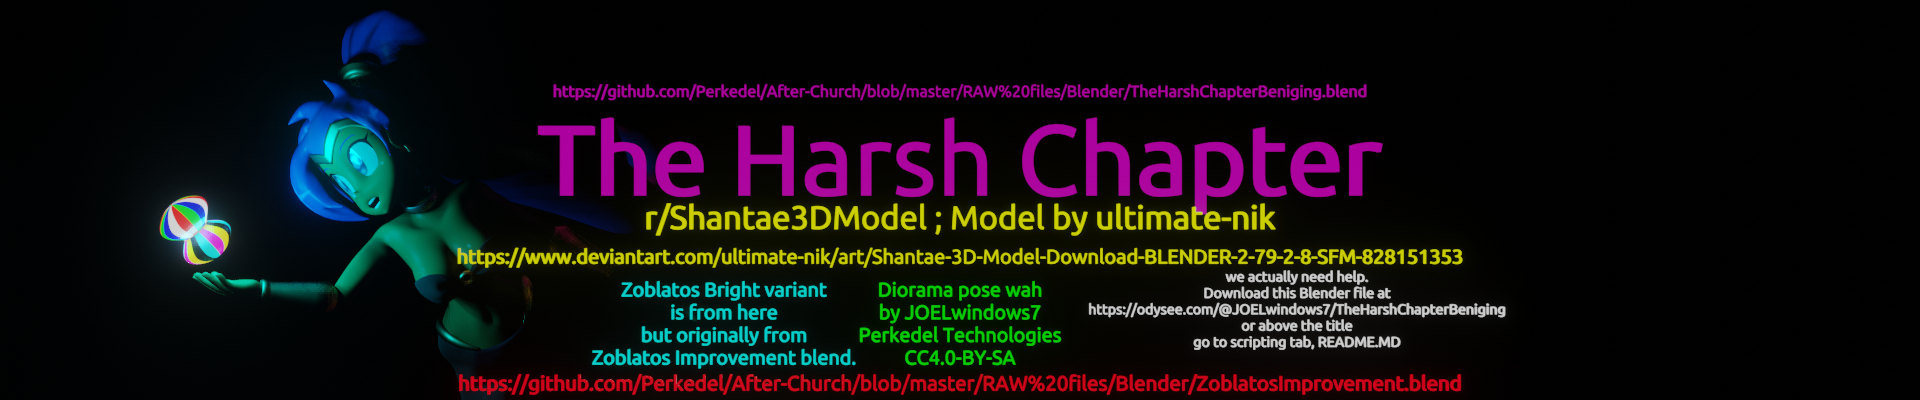 https://github.com/Perkedel/After-Church/blob/master/RAW%20files/Blender/TheHarshChapterBeniging.blend
The Harsh Chapter
r/Shantae3DModel ; Model by ultimate-nik
https://www.deviantart.com/ultimate-nik/art/Shantae-3D-Model-Download-BLENDER-2-79-2-8-SFM-828151353
Zoblatos Bright variant
is from here
but originally from
Zoblatos Improvement blend.
Diorama pose wah
by JOELwindows7
Perkedel Technologies
CC4.0-BY-SA
we actually need help.
Download this Blender file at
https://odysee.com/@JOELwindows7/TheHarshChapterBeniging
or above the title
go to scripting tab, README.MD
https://github.com/Perkedel/After-Church/blob/master/RAW%20files/Blender/ZoblatosImprovement.blend